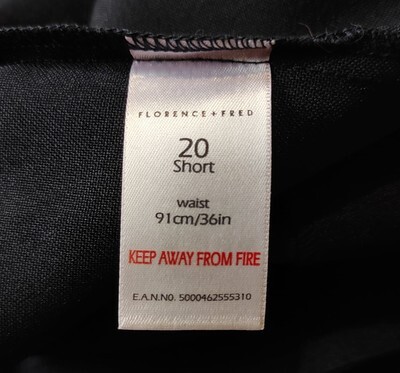 FLORENCE + FRED
20
Short
waist
91cm/36in
KEEP AWAY FROM FIRE
E.A.N.NO. 5000462555310